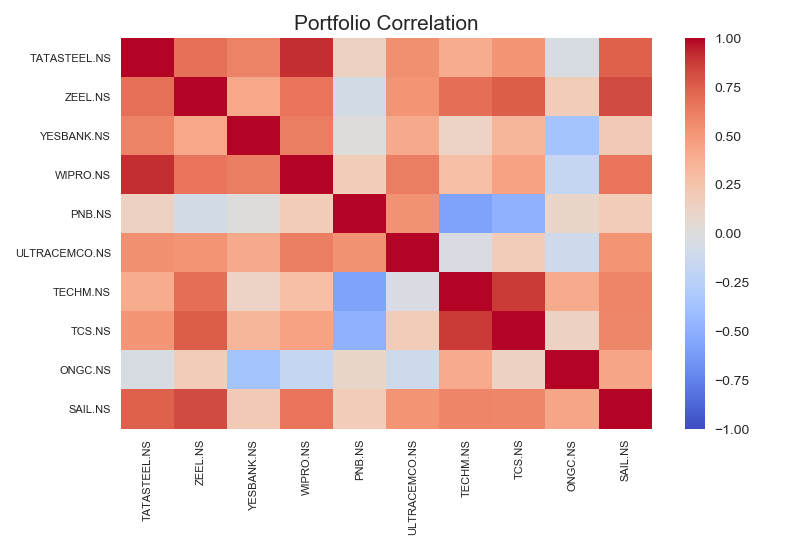 Portfolio Correlation
TATASTEEL.NS
ZEEL.NS
YESBANK.NS
WIPRO.NS
PNB.NS
ULTRACEMCO.NS
TECHM.NS
TCS.NS
ONGC.NS
SAIL.NS
TATASTEEL.NS
ZEEL.NS
YESBANK.NS
WIPRO.NS
PNB.NS
ULTRACEMCO.NS
TECHM.NS
TCS.NS
ONGC.NS
SAIL.NS
1.00
0.75
0.50
0.25
0.00
−0.25
−0.50
−0.75
−1.00